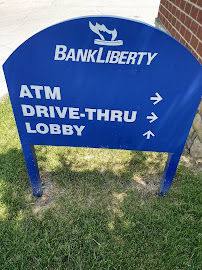 BANKLIBERTY
ATM →
DRIVE-THRU →
LOBBY ↑